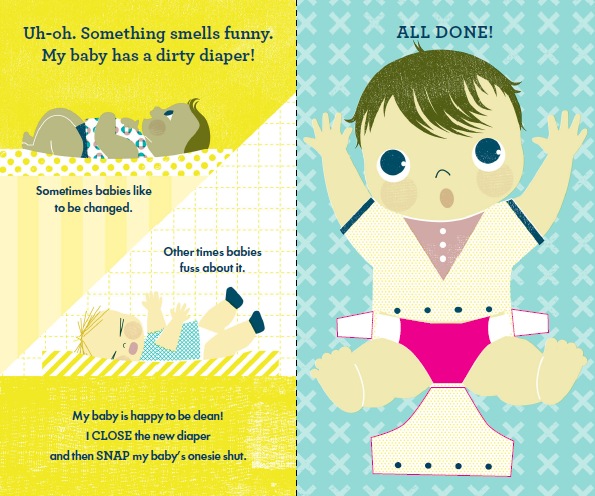 Uh-oh. Something smells funny.
My baby has a dirty diaper!
Sometimes babies like
to be changed.
Other times babies
fuss about it.
My baby is happy to be clean!
I CLOSE the new diaper
and then SNAP my baby's onesie shut.
ALL DONE!